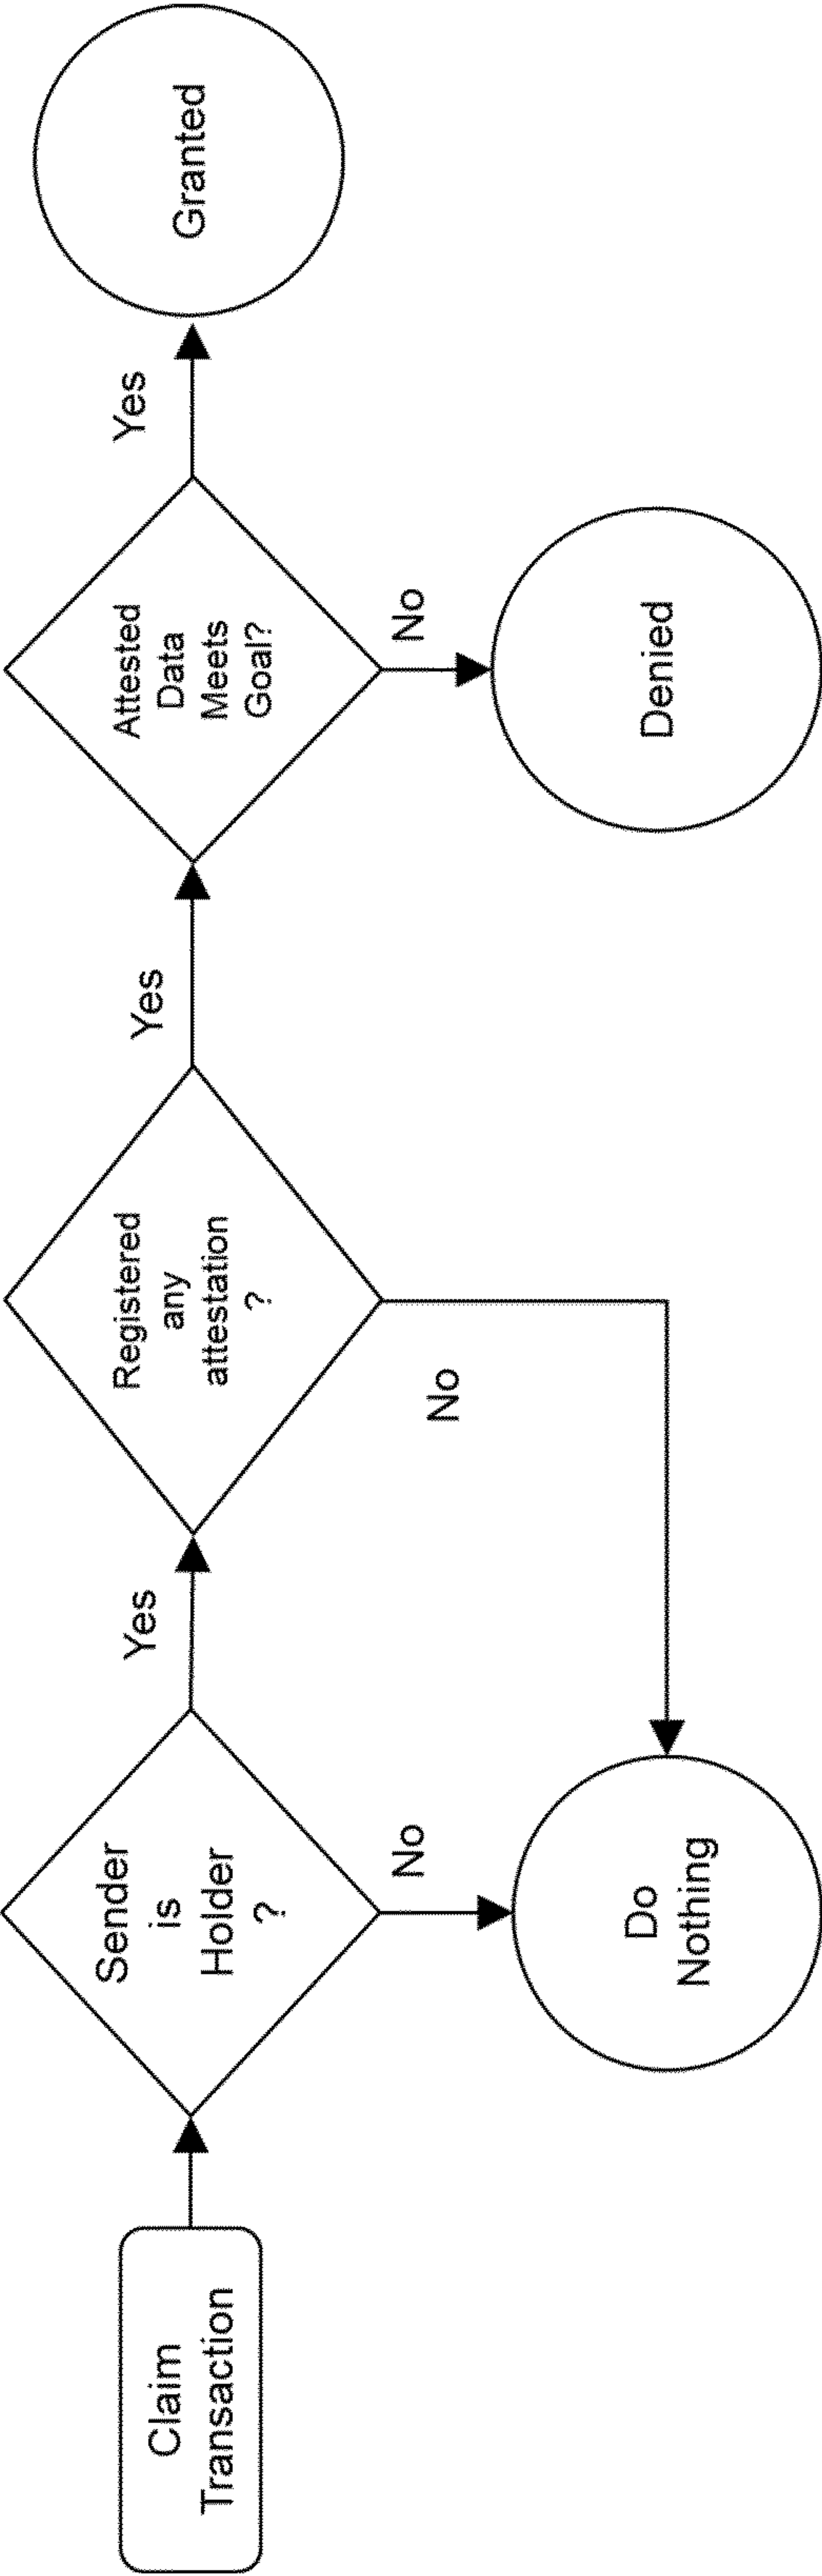 Claim
Transaction
Sender
is
Holder
?
Yes
No
Do
Nothing
Registered
any
attestation
?
Yes
No
Attested
Data
Meets
Goal?
Yes
No
Denied
Granted